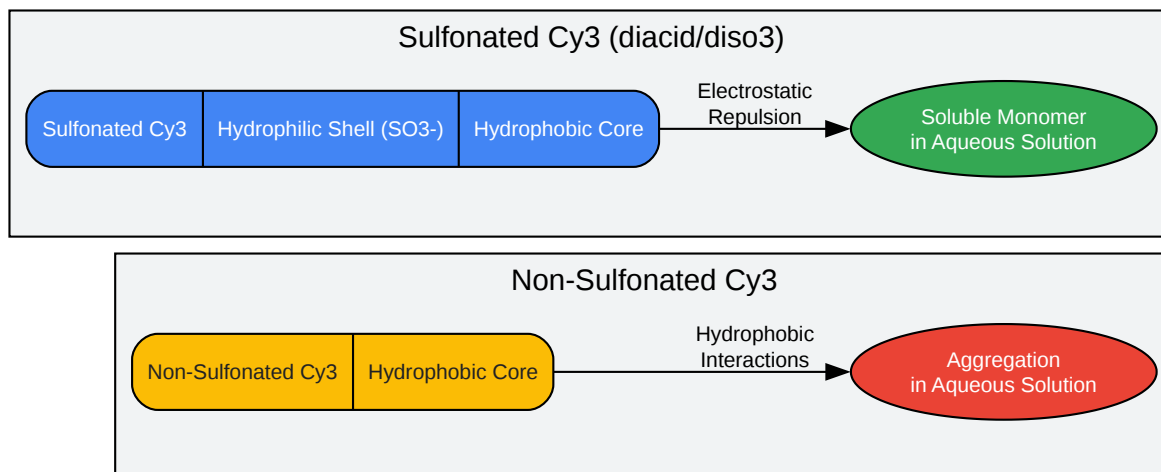 Sulfonated Cy3 (diacid/diso3)
Sulfonated Cy3
Hydrophilic Shell (SO3-)
Hydrophobic Core
Electrostatic
Repulsion
Soluble Monomer
in Aqueous Solution
Non-Sulfonated Cy3
Non-Sulfonated Cy3
Hydrophobic Core
Hydrophobic
Interactions
Aggregation
in Aqueous Solution